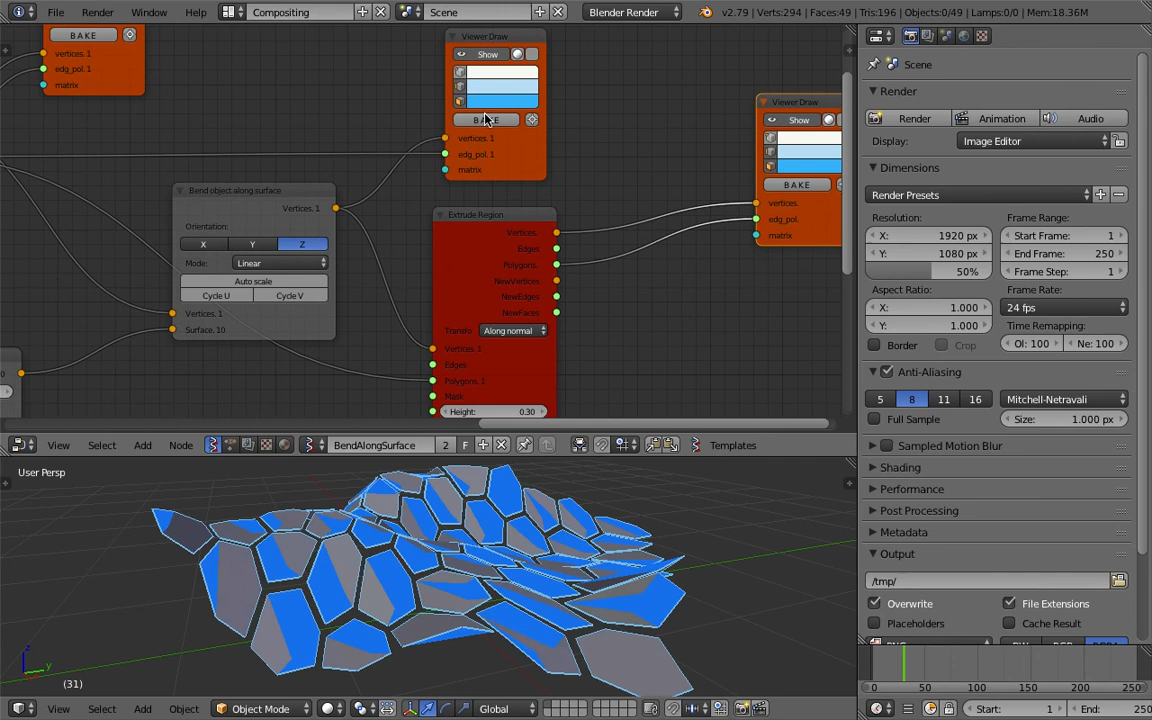 File Render Window Help Compositing Scene Blender Render v2.79 | Verts:294 | Faces:49 | Tris:196 | Objects:0/49 | Lamps:0/0 | Mem:18.36M
BAKE
vertices. 1
edg_pol. 1
matrix
Viewer Draw
Show
BAKE
vertices. 1
edg_pol. 1
matrix
Viewer Draw
Show
BAKE
vertices.
edg_pol.
matrix
Bend object along surface
Vertices. 1
Orientation:
X Y Z
Mode: Linear
Auto scale
Cycle U Cycle V
Vertices. 1
Surface. 10
0
Extrude Region
Vertices.
Edges
Polygons.
NewVertices
NewEdges
NewFaces
Transfo Along normal
Vertices. 1
Edges
Polygons. 1
Mask
Height: 0.30
View Select Add Node BendAlongSurface 2 F Templates
User Persp
z
y
(31)
View Select Add Object Object Mode Global
Scene
Render
Render Animation Audio
Display: Image Editor
Dimensions
Render Presets
Resolution: Frame Range:
X: 1920 px Start Frame: 1
Y: 1080 px End Frame: 250
50% Frame Step: 1
Aspect Ratio: Frame Rate:
X: 1.000 24 fps
Y: 1.000 Time Remapping:
Border Crop Ol: 100 Ne: 100
Anti-Aliasing
5 8 11 16 Mitchell-Netravali
Full Sample Size: 1.000 px
Sampled Motion Blur
Shading
Performance
Post Processing
Metadata
Output
/tmp/
Overwrite File Extensions
Placeholders Cache Result
0 50 100 150 200 250
Start: 1 End: 250